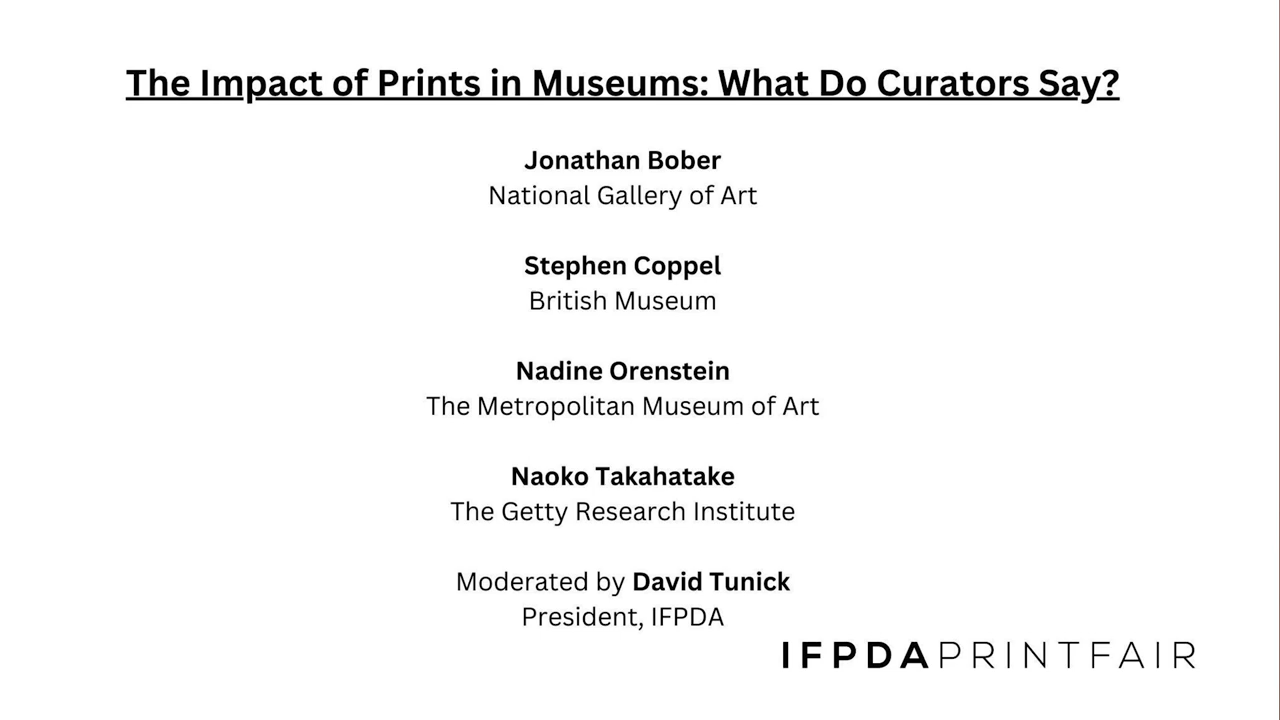 The Impact of Prints in Museums: What Do Curators Say?
Jonathan Bober
National Gallery of Art
Stephen Coppel
British Museum
Nadine Orenstein
The Metropolitan Museum of Art
Naoko Takahatake
The Getty Research Institute
Moderated by David Tunick
President, IFPDA
IFPDAPRINTFAIR